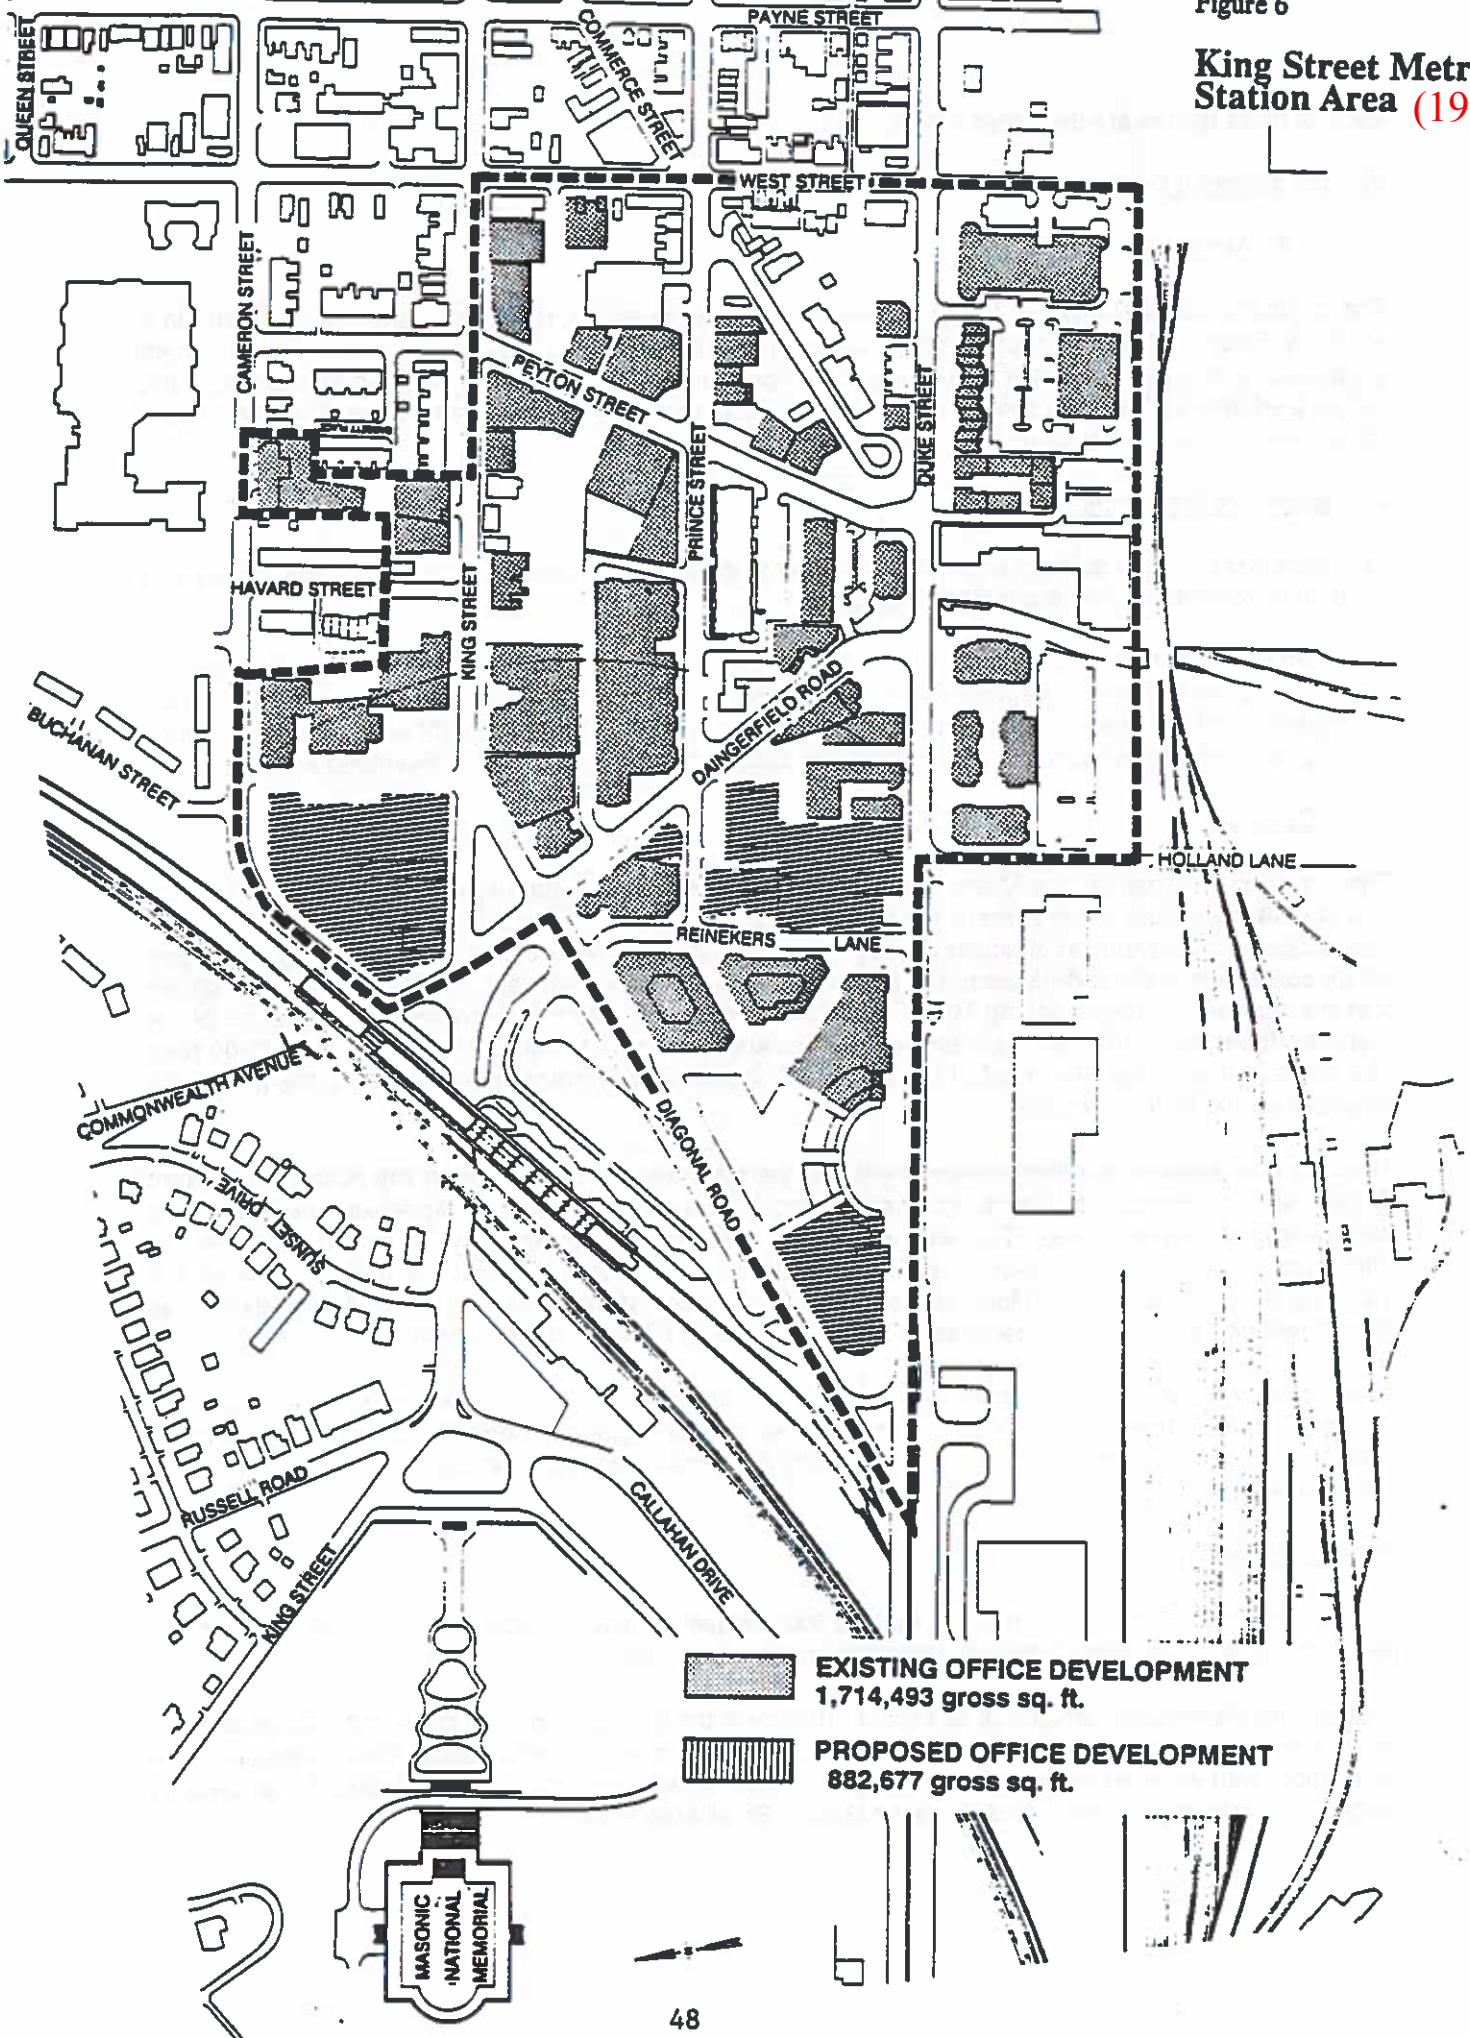 Figure 6
King Street Metr
Station Area (19
PAYNE STREET
QUEEN STREET
COMMERCE STREET
WEST STREET
CAMERON STREET
PEYTON STREET
PRINCE STREET
DUKE STREET
HAVARD STREET
KING STREET
DAINGERFIELD ROAD
BUCHANAN STREET
HOLLAND LANE
REINEKERS LANE
COMMONWEALTH AVENUE
DIAGONAL ROAD
SUNSET DRIVE
RUSSELL ROAD
KING STREET
CALLAHAN DRIVE
EXISTING OFFICE DEVELOPMENT
1,714,493 gross sq. ft.
PROPOSED OFFICE DEVELOPMENT
882,677 gross sq. ft.
MASONIC
NATIONAL
MEMORIAL
48